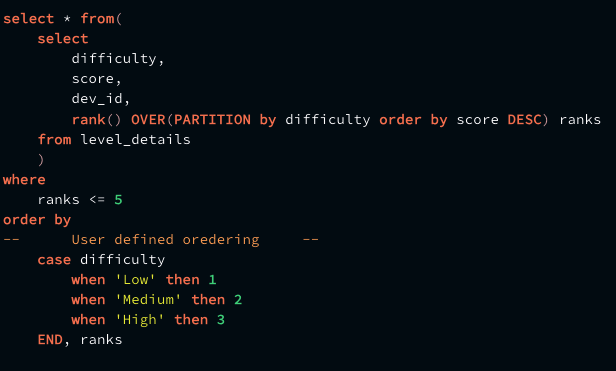 select * from(
    select
        difficulty,
        score,
        dev_id,
        rank() OVER(PARTITION by difficulty order by score DESC) ranks
    from level_details
    )
where
    ranks <= 5
order by
--      User defined oredering     --
    case difficulty
        when 'Low' then 1
        when 'Medium' then 2
        when 'High' then 3
    END, ranks